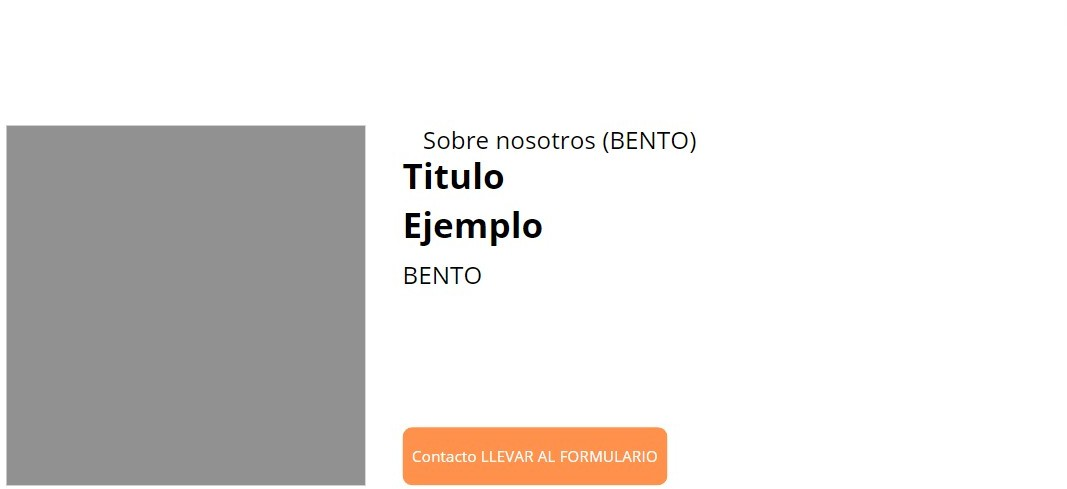 Sobre nosotros (BENTO)
Titulo
Ejemplo
BENTO
Contacto LLEVAR AL FORMULARIO